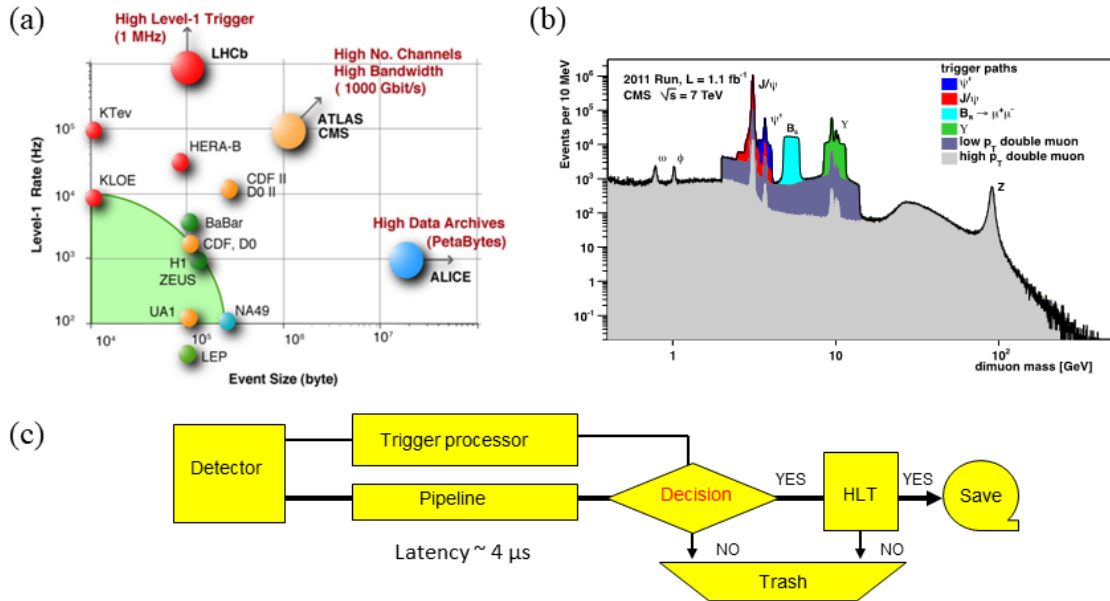 (a)
High Level-1 Trigger
(1 MHz)
LHCb
High No. Channels
High Bandwidth
( 1000 Gbit/s)
ATLAS
CMS
KTev
HERA-B
CDF II
D0 II
KLOE
BaBar
CDF, D0
H1
ZEUS
High Data Archives
(PetaBytes)
ALICE
UA1
NA49
LEP
Level-1 Rate (Hz)
10⁵
10⁴
10³
10²
10⁴
10⁵
10⁶
10⁷
Event Size (byte)
(b)
Events per 10 MeV
10⁶
10⁵
10⁴
10³
10²
10
1
10⁻¹
2011 Run, L = 1.1 fb⁻¹
CMS √s = 7 TeV
ω
ϕ
J/ψ
ψ'
Bₛ
Υ
Z
trigger paths
ψ'
J/ψ
Bₛ → μ⁺μ⁻
Υ
low p_T double muon
high p_T double muon
1
10
10²
dimuon mass [GeV]
(c)
Detector
Trigger processor
Pipeline
Latency ~ 4 μs
Decision
YES
HLT
YES
Save
NO
NO
Trash